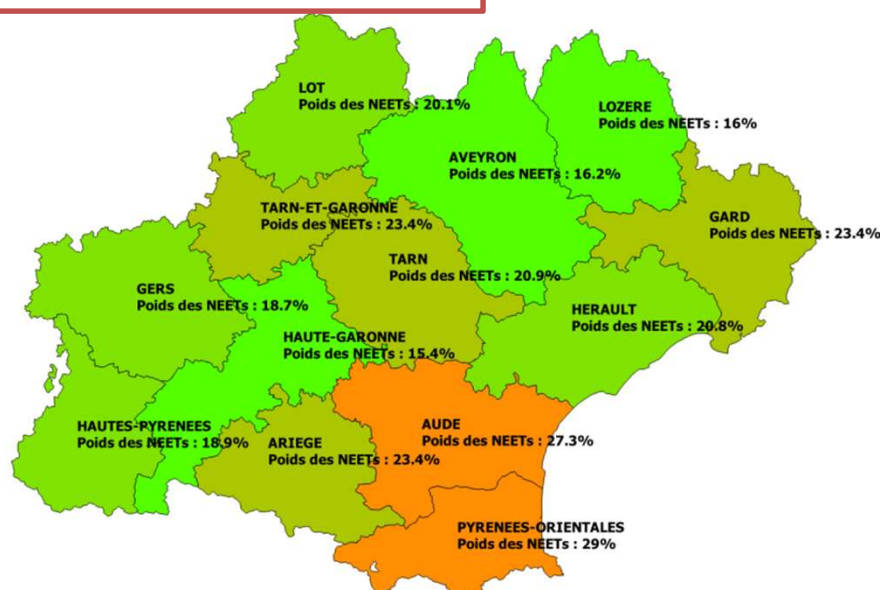 LOT
Poids des NEETs : 20.1%
LOZERE
Poids des NEETs : 16%
AVEYRON
Poids des NEETs : 16.2%
TARN-ET-GARONNE
Poids des NEETs : 23.4%
GARD
Poids des NEETs : 23.4%
TARN
Poids des NEETs : 20.9%
GERS
Poids des NEETs : 18.7%
HERAULT
Poids des NEETs : 20.8%
HAUTE-GARONNE
Poids des NEETs : 15.4%
HAUTES-PYRENEES
Poids des NEETs : 18.9%
AUDE
Poids des NEETs : 27.3%
ARIEGE
Poids des NEETs : 23.4%
PYRENEES-ORIENTALES
Poids des NEETs : 29%